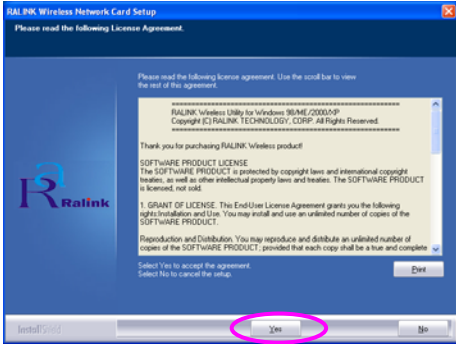 RALINK Wireless Network Card Setup
Please read the following License Agreement.
Please read the following license agreement. Use the scroll bar to view
the rest of this agreement.
================================================
RALINK Wireless Utility for Windows 98/ME/2000/XP
Copyright (C) RALINK TECHNOLOGY, CORP. All Rights Reserved.
================================================
Thank you for purchasing RALINK Wireless product!
SOFTWARE PRODUCT LICENSE
The SOFTWARE PRODUCT is protected by copyright laws and international copyright
treaties, as well as other intellectual property laws and treaties. The SOFTWARE PRODUCT
is licensed, not sold.
1. GRANT OF LICENSE. This End-User License Agreement grants you the following
rights:Installation and Use. You may install and use an unlimited number of copies of the
SOFTWARE PRODUCT.
Reproduction and Distribution. You may reproduce and distribute an unlimited number of
copies of the SOFTWARE PRODUCT; provided that each copy shall be a true and complete
Ralink
Select Yes to accept the agreement.
Select No to cancel the setup.
Print
InstallShield
Yes
No